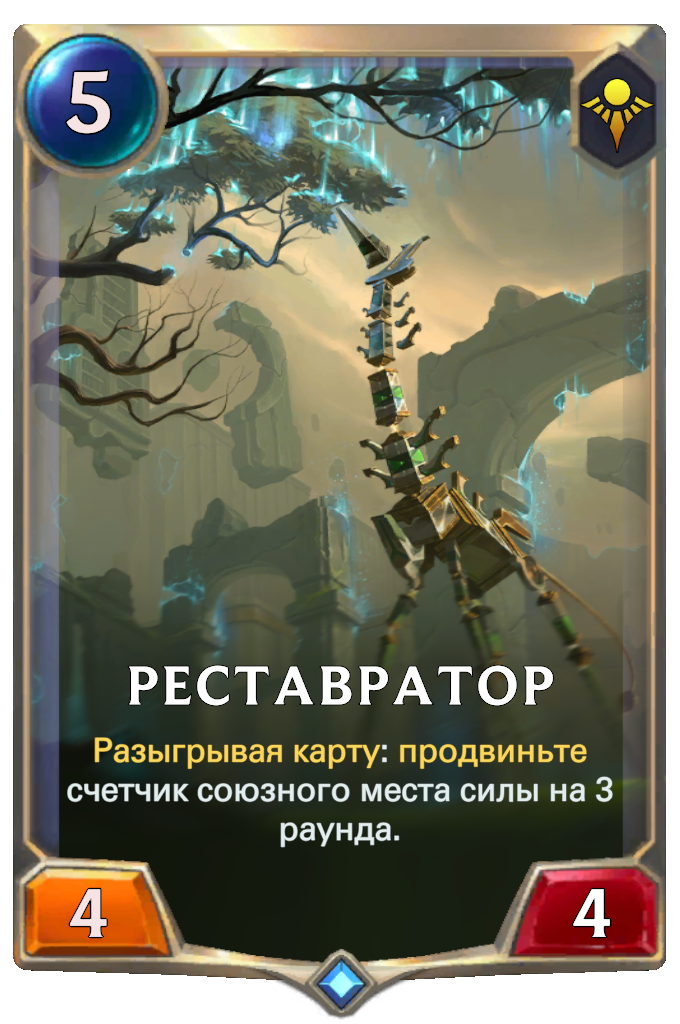 5
РЕСТАВРАТОР
Разыгрывая карту: продвиньте
счетчик союзного места силы на 3
раунда.
4
4